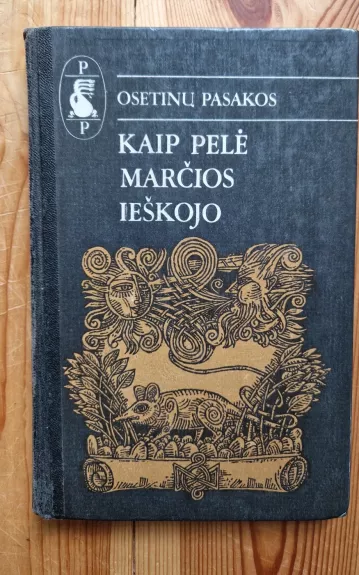 P
P
OSETINŲ PASAKOS
KAIP PELĖ
MARČIOS
IEŠKOJO